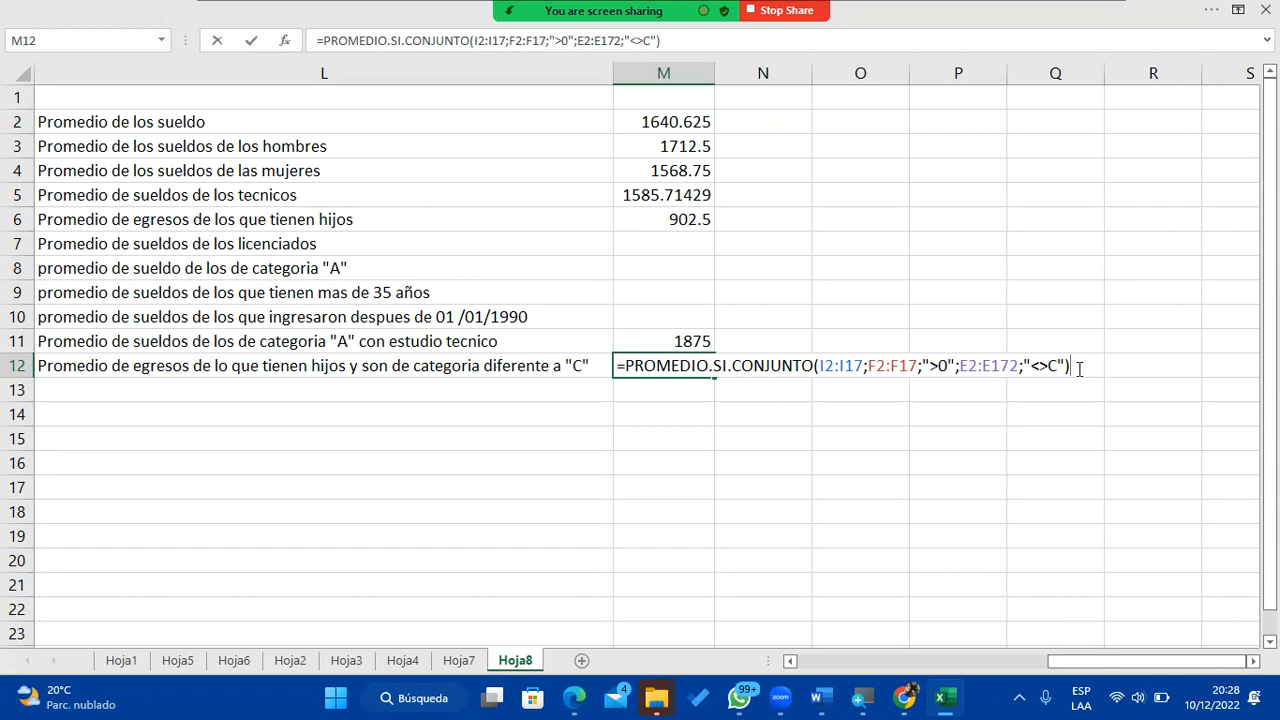 You are screen sharing
Stop Share
M12
=PROMEDIO.SI.CONJUNTO(I2:I17;F2:F17;">0";E2:E172;"<>C")
L M N O P Q R S
1
2 Promedio de los sueldo 1640.625
3 Promedio de los sueldos de los hombres 1712.5
4 Promedio de los sueldos de las mujeres 1568.75
5 Promedio de sueldos de los tecnicos 1585.71429
6 Promedio de egresos de los que tienen hijos 902.5
7 Promedio de sueldos de los licenciados
8 promedio de sueldo de los de categoria "A"
9 promedio de sueldos de los que tienen mas de 35 años
10 promedio de sueldos de los que ingresaron despues de 01 /01/1990
11 Promedio de sueldos de los de categoria "A" con estudio tecnico 1875
12 Promedio de egresos de lo que tienen hijos y son de categoria diferente a "C" =PROMEDIO.SI.CONJUNTO(I2:I17;F2:F17;">0";E2:E172;"<>C")
13
14
15
16
17
18
19
20
21
22
23
Hoja1 Hoja5 Hoja6 Hoja2 Hoja3 Hoja4 Hoja7 Hoja8
20°C
Parc. nublado
Búsqueda
4
99+
ESP
LAA
20:28
10/12/2022